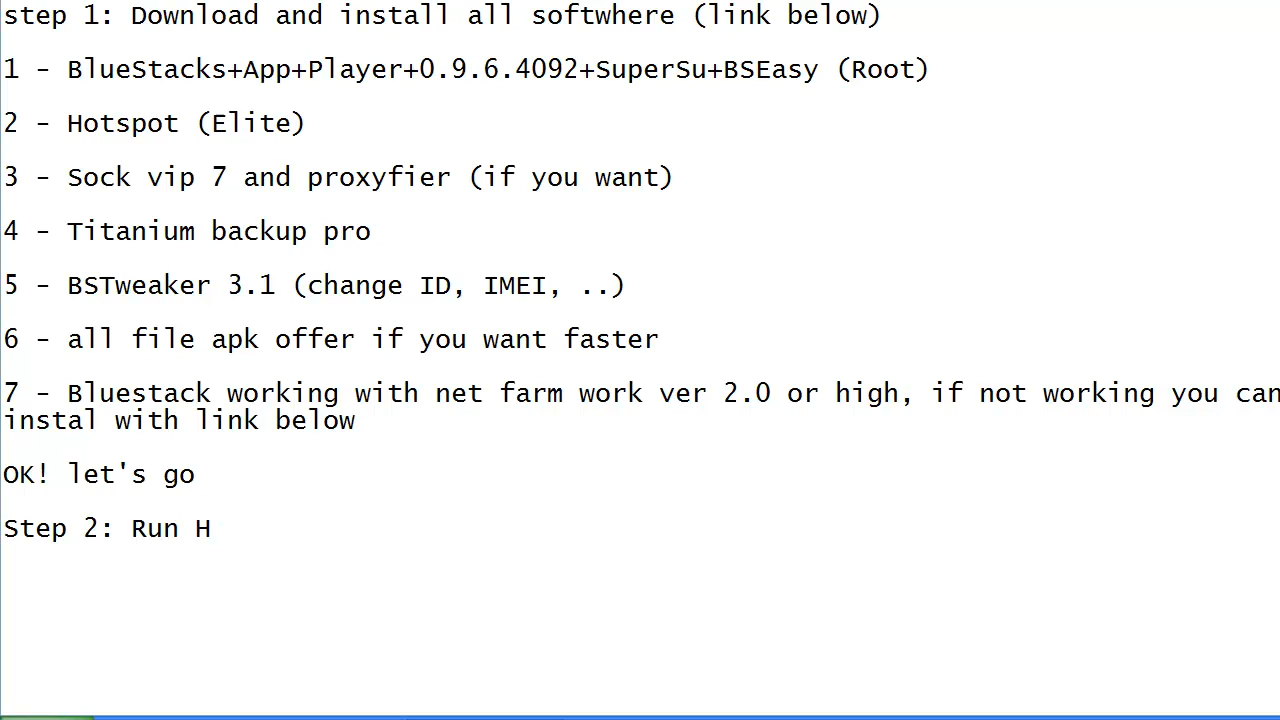 step 1: Download and install all softwhere (link below)
1 - BlueStacks+App+Player+0.9.6.4092+SuperSu+BSEasy (Root)
2 - Hotspot (Elite)
3 - Sock vip 7 and proxyfier (if you want)
4 - Titanium backup pro
5 - BSTweaker 3.1 (change ID, IMEI, ..)
6 - all file apk offer if you want faster
7 - Bluestack working with net farm work ver 2.0 or high, if not working you can
instal with link below
OK! let's go
Step 2: Run H